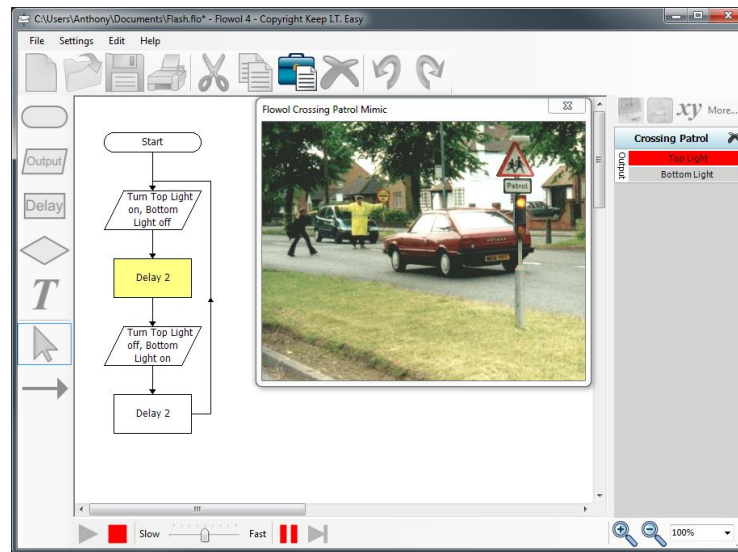 C:\Users\Anthony\Documents\Flash.flo* - Flowol 4 - Copyright Keep I.T. Easy
File Settings Edit Help
xy More...
Output
Delay
T
Start
Turn Top Light
on, Bottom
Light off
Delay 2
Turn Top Light
off, Bottom
Light on
Delay 2
Flowol Crossing Patrol Mimic
Patrol
Crossing Patrol
Output
Top Light
Bottom Light
Slow
Fast
100%